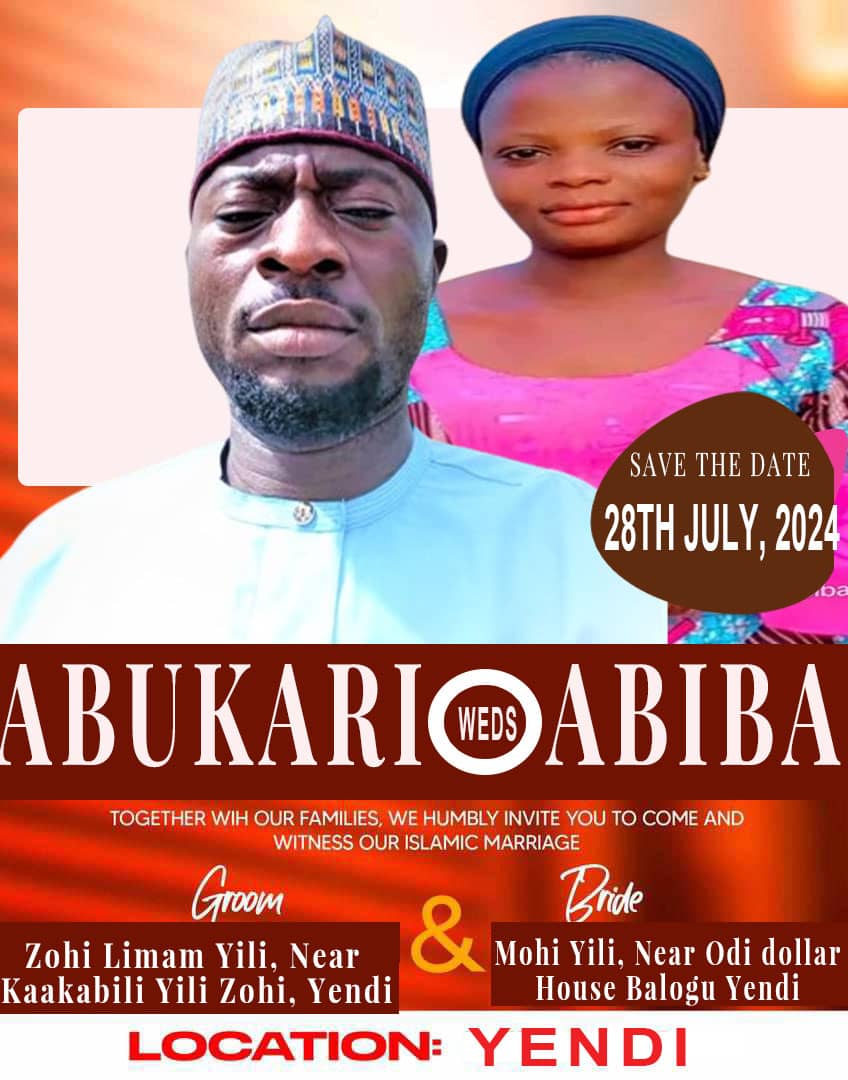 SAVE THE DATE
28TH JULY, 2024
ABUKARI WEDS ABIBA
TOGETHER WIH OUR FAMILIES, WE HUMBLY INVITE YOU TO COME AND
WITNESS OUR ISLAMIC MARRIAGE
Groom
Zohi Limam Yili, Near
Kaakabili Yili Zohi, Yendi
&
Bride
Mohi Yili, Near Odi dollar
House Balogu Yendi
LOCATION: YENDI